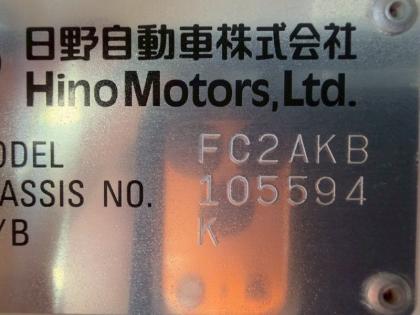 日野自動車株式会社
Hino Motors, Ltd.
ODEL FC2AKB
ASSIS NO. 105594
/B K